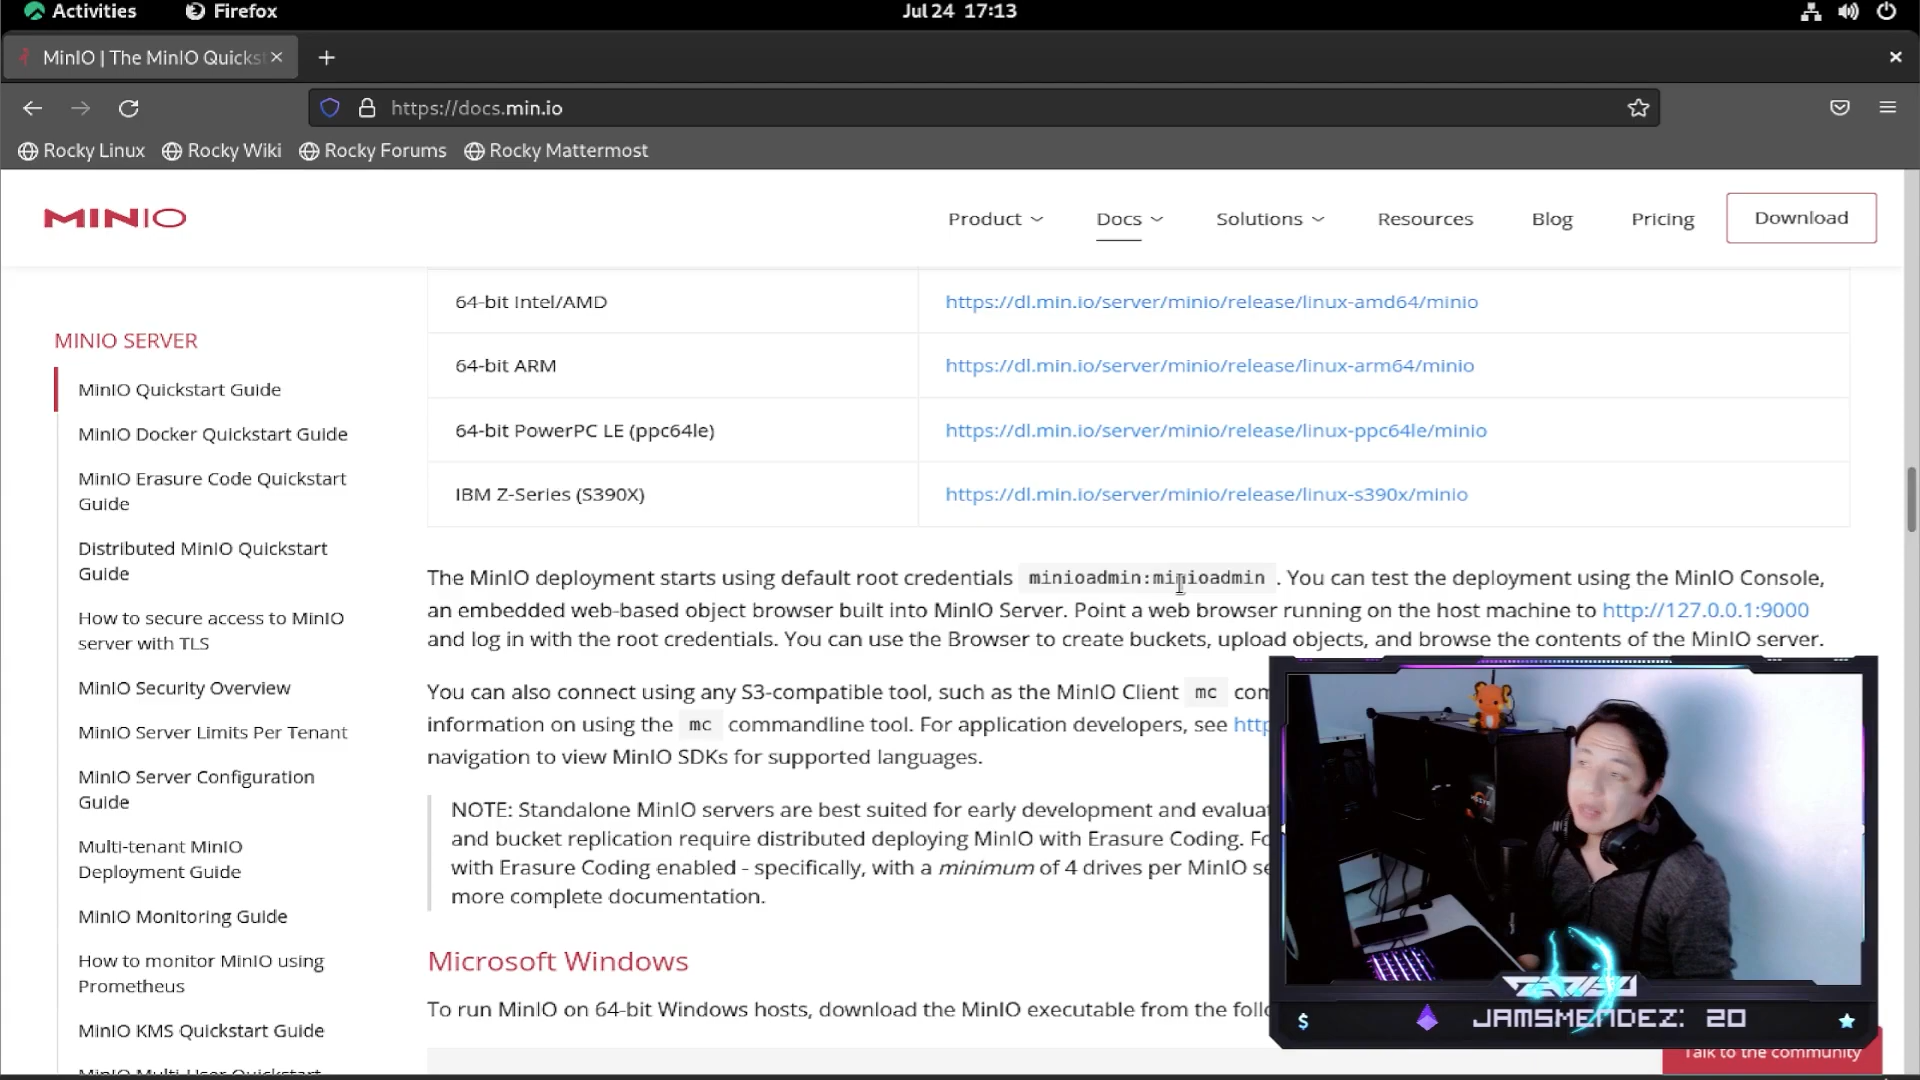 Activities
Firefox
Jul 24 17:13
MinIO | The MinIO Quickst
https://docs.min.io
Rocky Linux
Rocky Wiki
Rocky Forums
Rocky Mattermost
MINIO
Product
Docs
Solutions
Resources
Blog
Pricing
Download
MINIO SERVER
MinIO Quickstart Guide
MinIO Docker Quickstart Guide
MinIO Erasure Code Quickstart
Guide
Distributed MinIO Quickstart
Guide
How to secure access to MinIO
server with TLS
MinIO Security Overview
MinIO Server Limits Per Tenant
MinIO Server Configuration
Guide
Multi-tenant MinIO
Deployment Guide
MinIO Monitoring Guide
How to monitor MinIO using
Prometheus
MinIO KMS Quickstart Guide
MinIO Multi-User Quickstart
64-bit Intel/AMD https://dl.min.io/server/minio/release/linux-amd64/minio
64-bit ARM https://dl.min.io/server/minio/release/linux-arm64/minio
64-bit PowerPC LE (ppc64le) https://dl.min.io/server/minio/release/linux-ppc64le/minio
IBM Z-Series (S390X) https://dl.min.io/server/minio/release/linux-s390x/minio
The MinIO deployment starts using default root credentials minioadmin:minioadmin . You can test the deployment using the MinIO Console,
an embedded web-based object browser built into MinIO Server. Point a web browser running on the host machine to http://127.0.0.1:9000
and log in with the root credentials. You can use the Browser to create buckets, upload objects, and browse the contents of the MinIO server.
You can also connect using any S3-compatible tool, such as the MinIO Client mc com
information on using the mc commandline tool. For application developers, see http
navigation to view MinIO SDKs for supported languages.
NOTE: Standalone MinIO servers are best suited for early development and evaluat
and bucket replication require distributed deploying MinIO with Erasure Coding. Fo
with Erasure Coding enabled - specifically, with a minimum of 4 drives per MinIO se
more complete documentation.
Microsoft Windows
To run MinIO on 64-bit Windows hosts, download the MinIO executable from the follo
JAMSMENDEZ: 20
Talk to the community